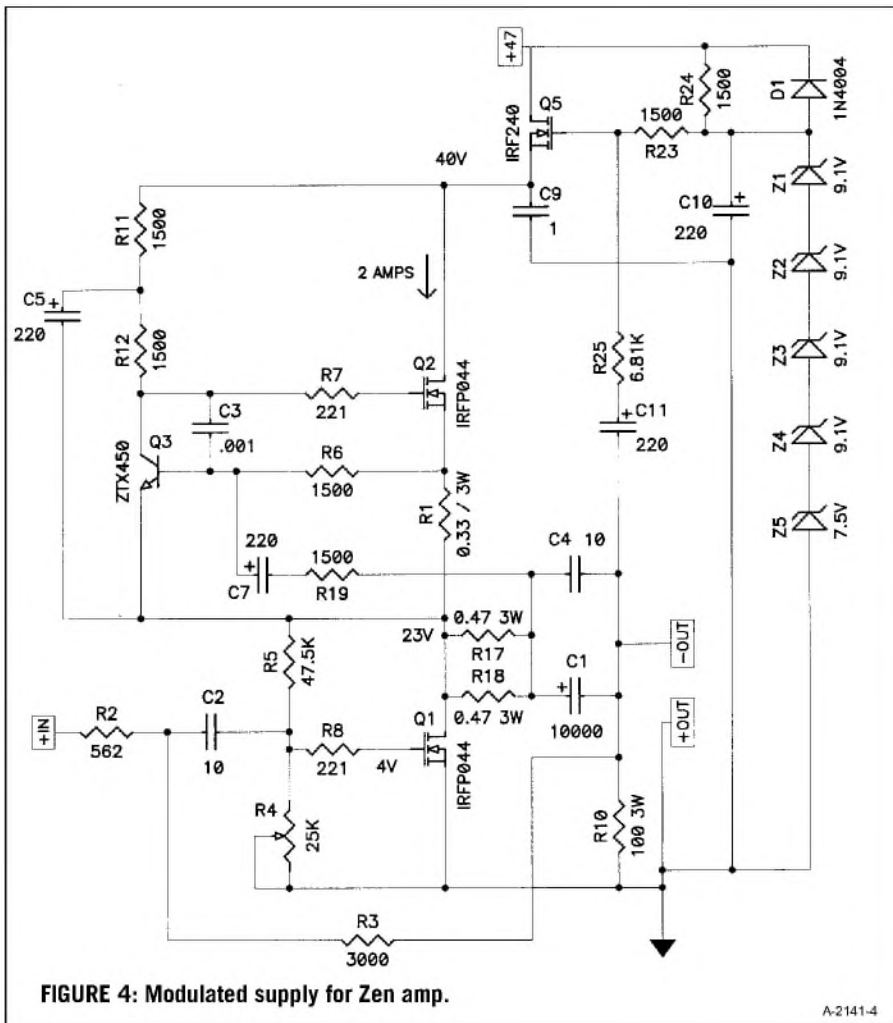 +47
R24
1500
D1
1N4004
Q5
IRF240
1500
R23
40V
R11
1500
C9
1
C10
+
220
Z1
9.1V
2 AMPS
C5
+
220
R12
1500
Z2
9.1V
Q2
IRFP044
R7
221
R25
6.81K
Z3
9.1V
C3
.001
C11
+
220
Q3
ZTX450
R6
1500
R1
0.33 / 3W
Z4
9.1V
220
+
C7
1500
R19
C4 10
Z5
7.5V
0.47 3W
23V
R17
-OUT
R5
47.5K
R18
0.47 3W
C1
+
10000
+OUT
+IN
R2
562
C2
10
R8
221
4V
Q1
IRFP044
R4
25K
R10
100 3W
R3
3000
FIGURE 4: Modulated supply for Zen amp.
A-2141-4